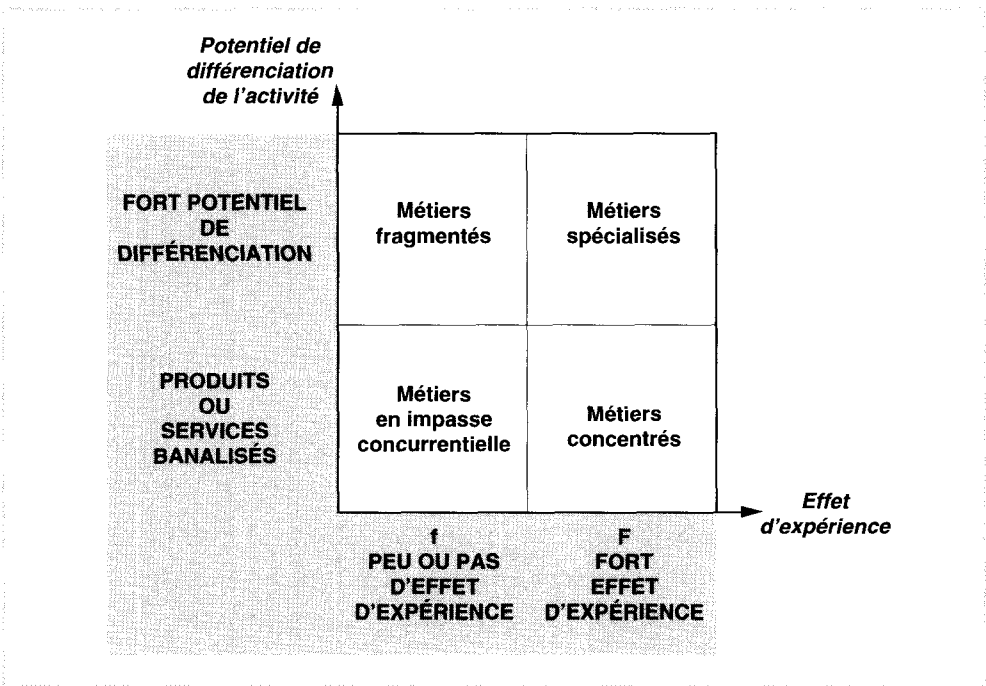 Potentiel de
différenciation
de l'activité
FORT POTENTIEL
DE
DIFFÉRENCIATION
Métiers
fragmentés
Métiers
spécialisés
PRODUITS
OU
SERVICES
BANALISÉS
Métiers
en impasse
concurrentielle
Métiers
concentrés
Effet
d'expérience
f
PEU OU PAS
D'EFFET
D'EXPÉRIENCE
F
FORT
EFFET
D'EXPÉRIENCE